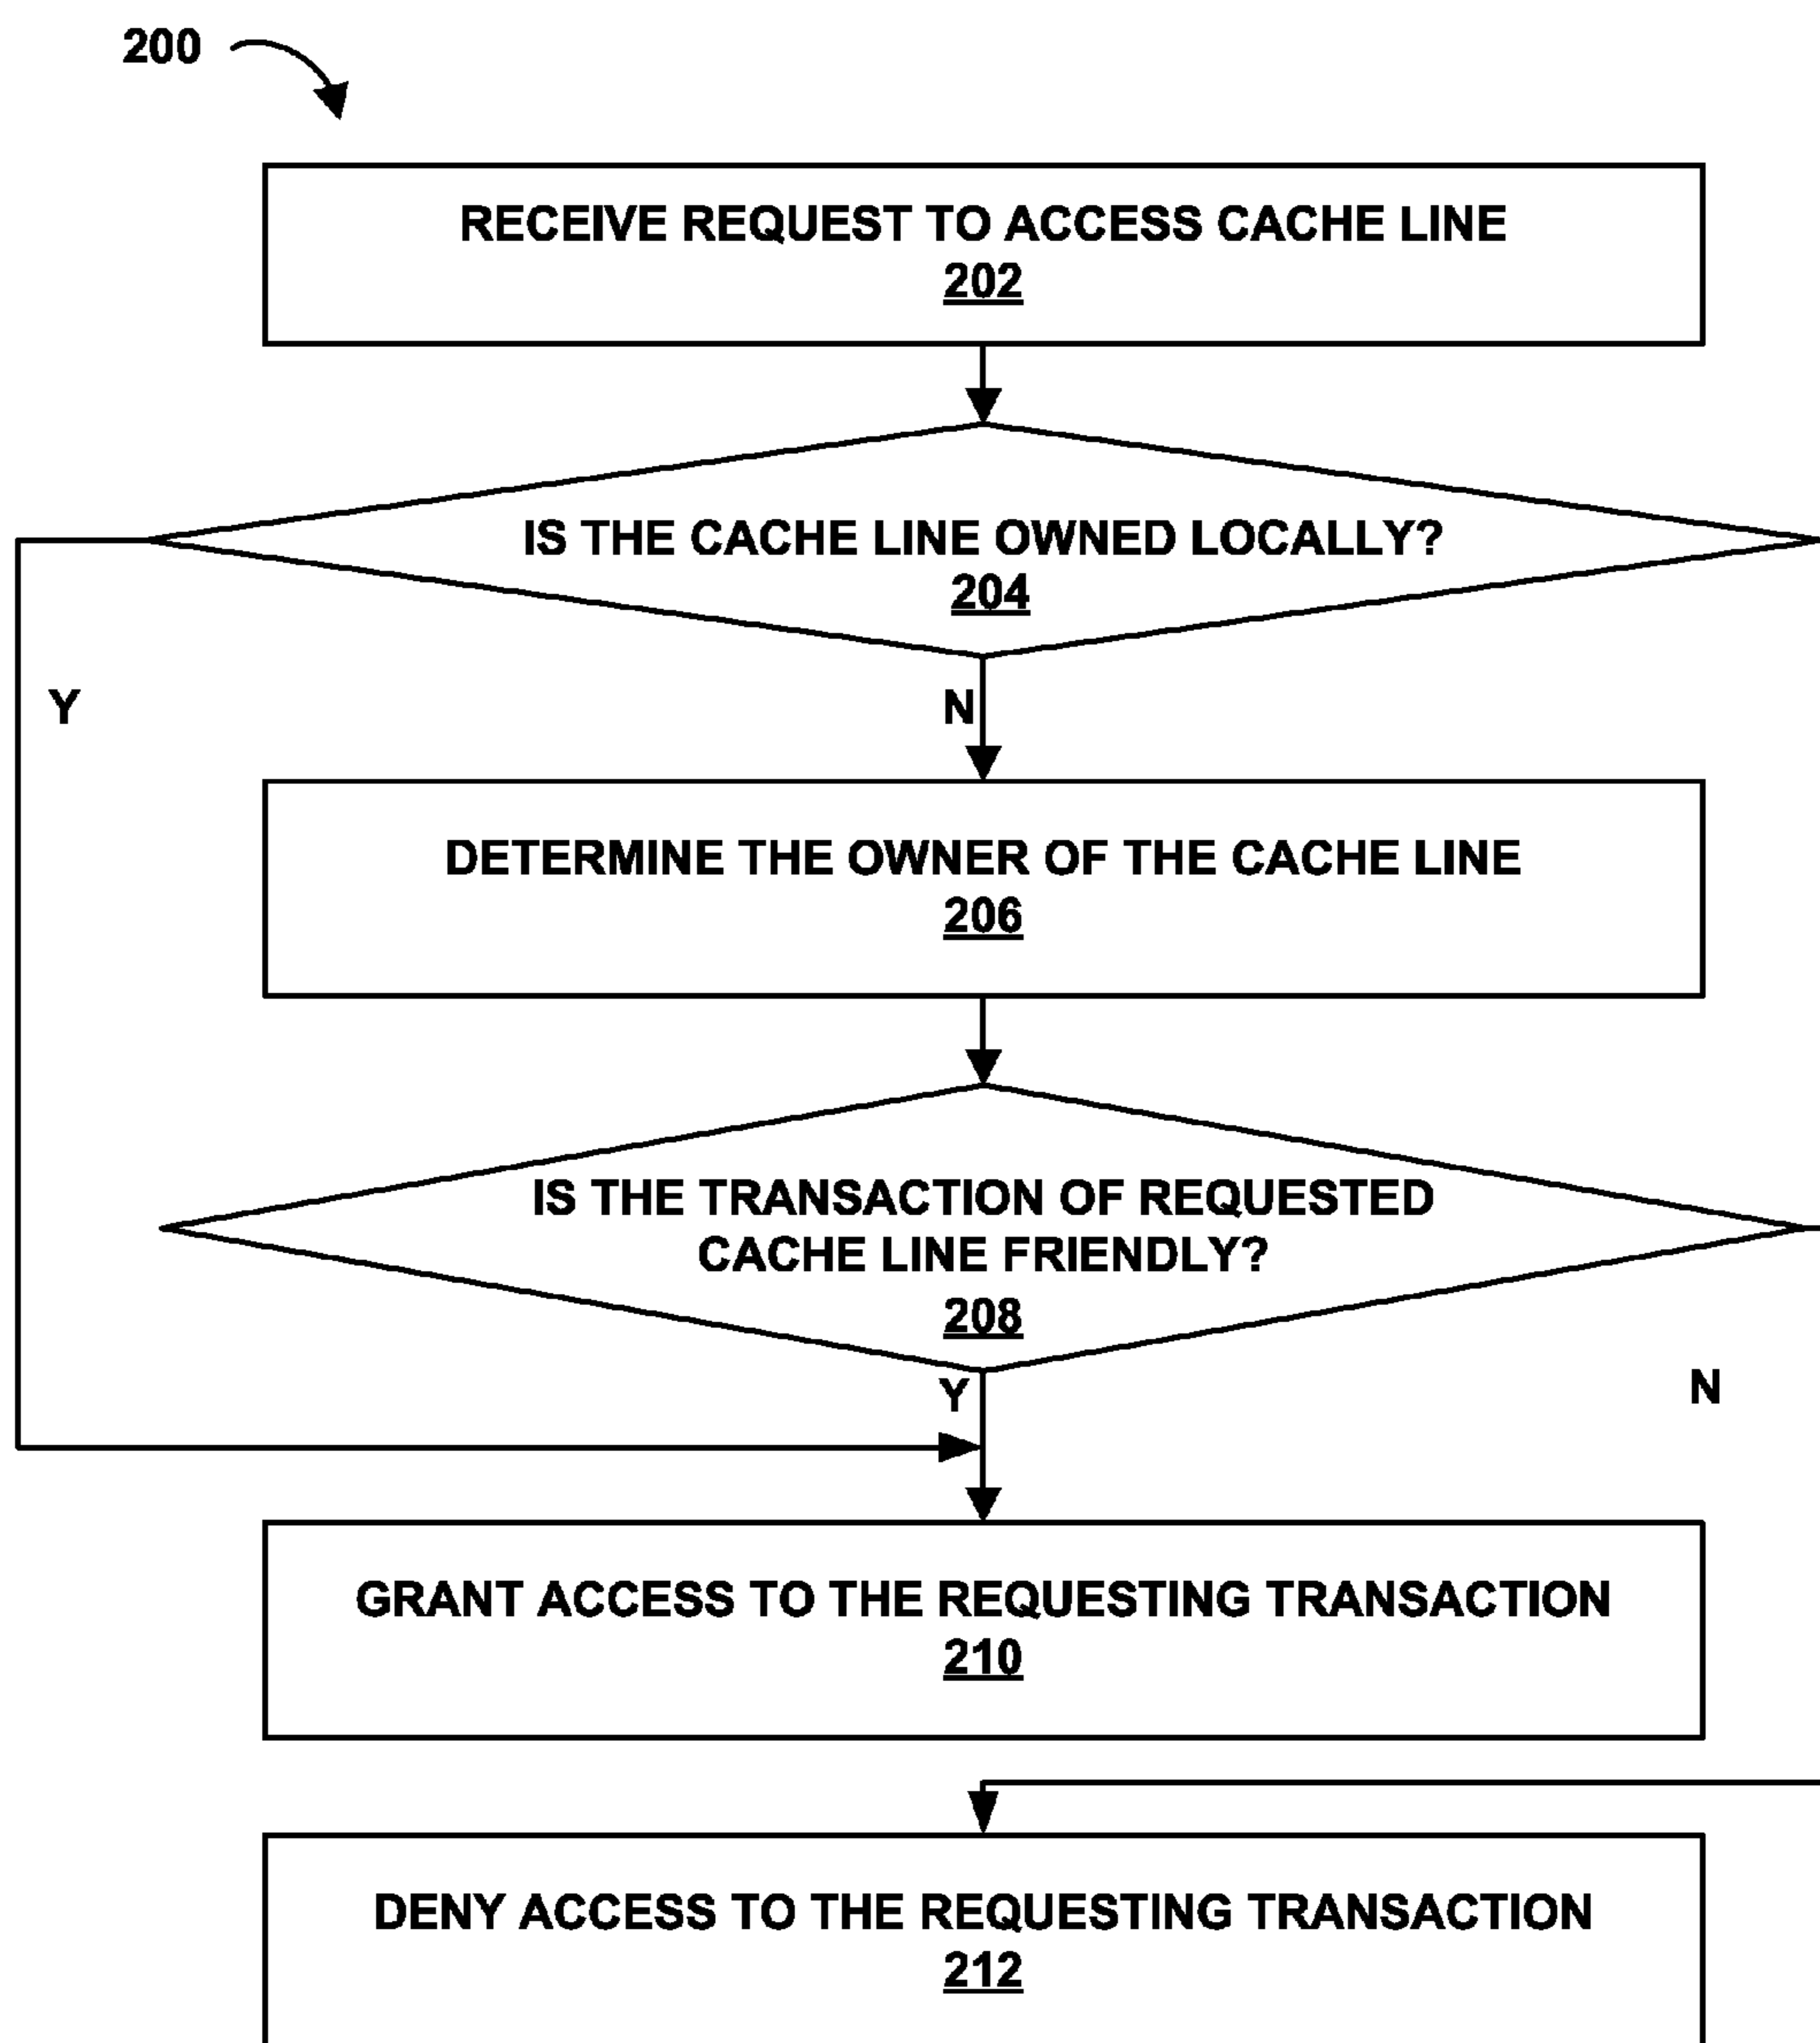 200
RECEIVE REQUEST TO ACCESS CACHE LINE
202
IS THE CACHE LINE OWNED LOCALLY?
204
Y
N
DETERMINE THE OWNER OF THE CACHE LINE
206
IS THE TRANSACTION OF REQUESTED
CACHE LINE FRIENDLY?
208
Y
N
GRANT ACCESS TO THE REQUESTING TRANSACTION
210
DENY ACCESS TO THE REQUESTING TRANSACTION
212